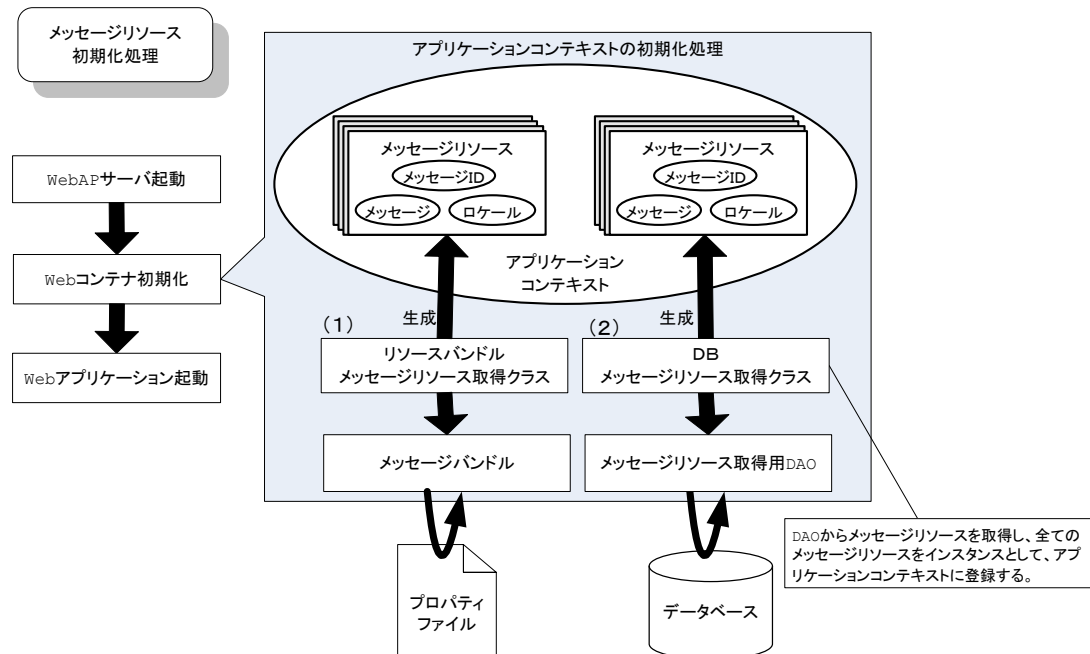 メッセージリソース
初期化処理
アプリケーションコンテキストの初期化処理
メッセージリソース
メッセージID
メッセージ
ロケール
メッセージリソース
メッセージID
メッセージ
ロケール
アプリケーション
コンテキスト
WebAPサーバ起動
Webコンテナ初期化
Webアプリケーション起動
(1)
生成
リソースバンドル
メッセージリソース取得クラス
(2)
生成
DB
メッセージリソース取得クラス
メッセージバンドル
メッセージリソース取得用DAO
DAOからメッセージリソースを取得し、全ての
メッセージリソースをインスタンスとして、アプ
リケーションコンテキストに登録する。
プロパティ
ファイル
データベース